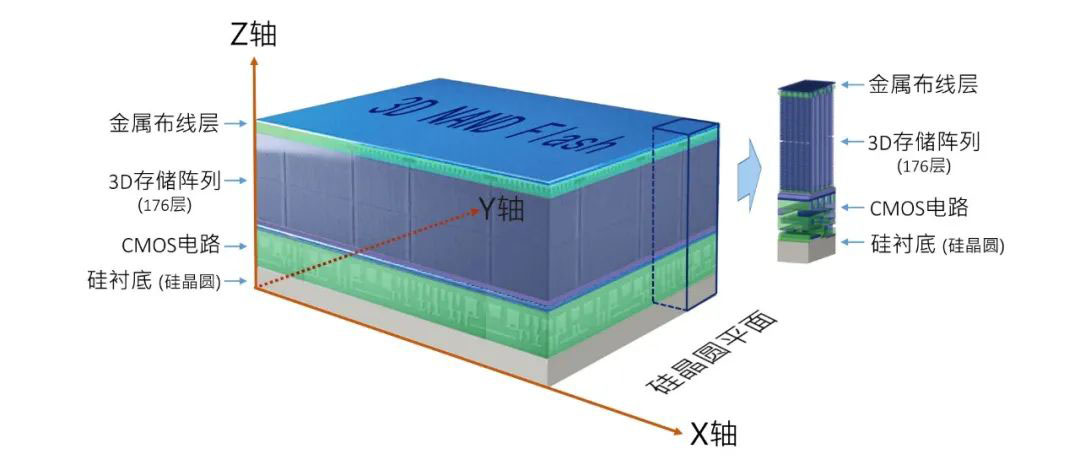 Z轴
金属布线层
3D存储阵列
(176层)
CMOS电路
硅衬底 (硅晶圆)
3D NAND Flash
Y轴
X轴
硅晶圆平面
金属布线层
3D存储阵列
(176层)
CMOS电路
硅衬底 (硅晶圆)